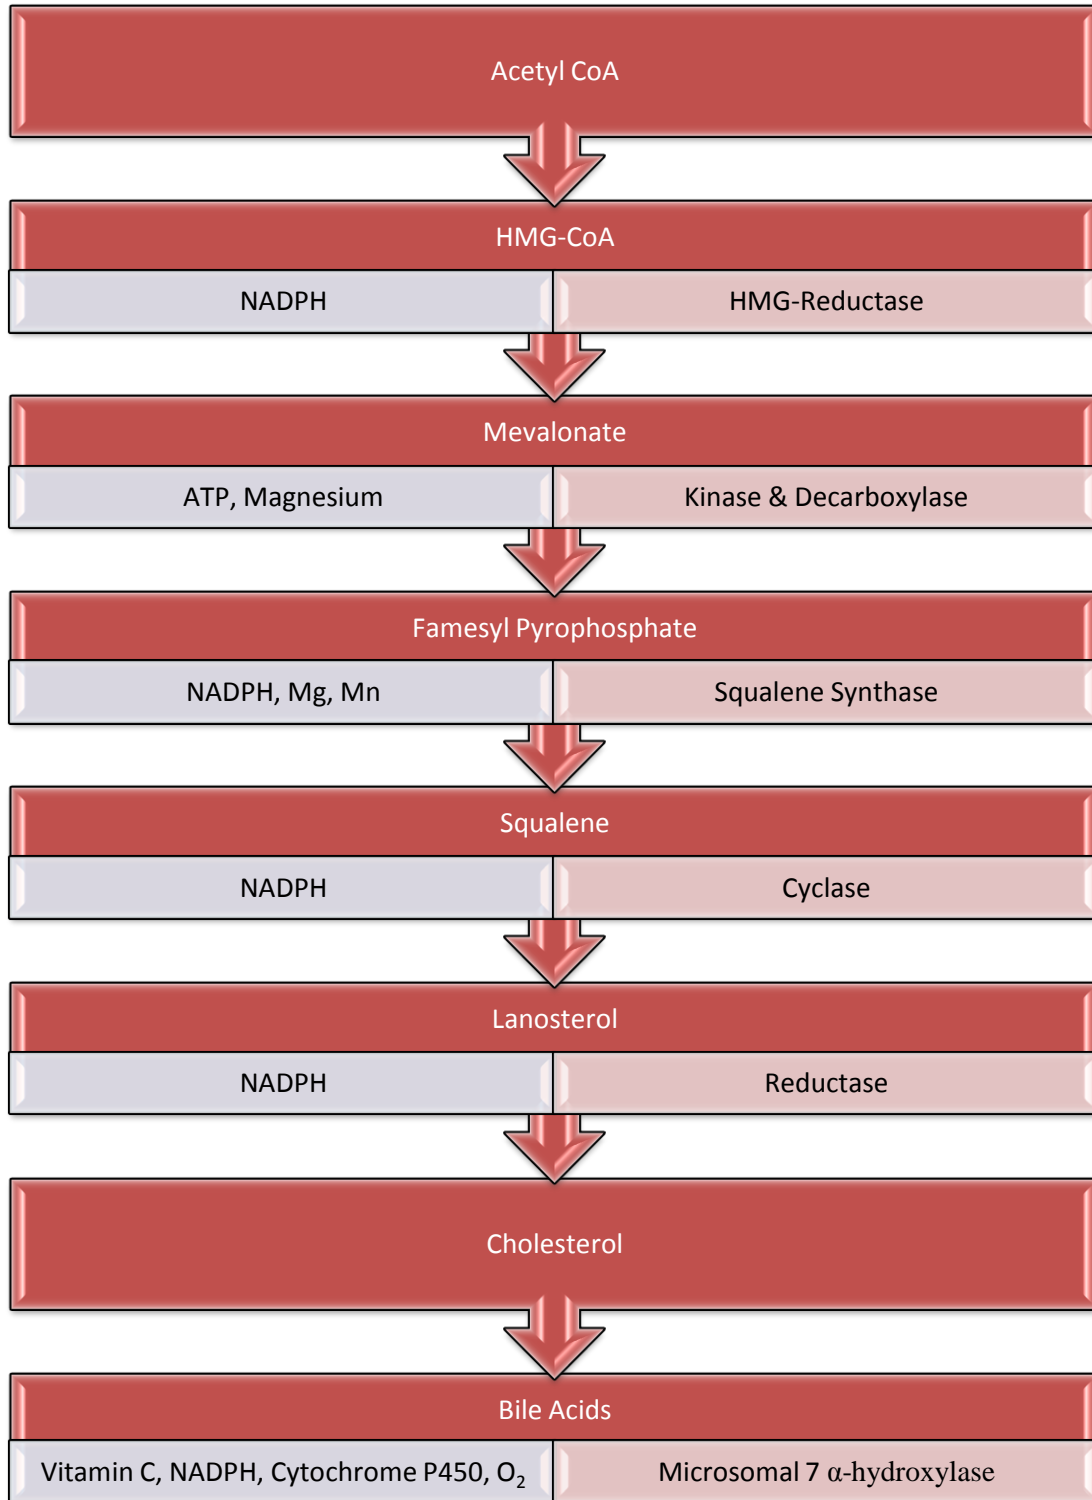 Acetyl CoA
HMG-CoA
NADPH
HMG-Reductase
Mevalonate
ATP, Magnesium
Kinase & Decarboxylase
Famesyl Pyrophosphate
NADPH, Mg, Mn
Squalene Synthase
Squalene
NADPH
Cyclase
Lanosterol
NADPH
Reductase
Cholesterol
Bile Acids
Vitamin C, NADPH, Cytochrome P450, O₂
Microsomal 7 α-hydroxylase